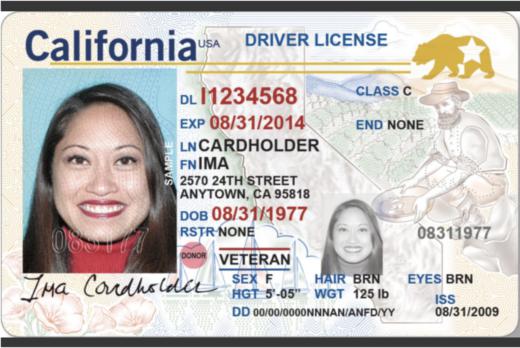 California USA DRIVER LICENSE
DL I1234568 CLASS C
EXP 08/31/2014 END NONE
LN CARDHOLDER
FN IMA
2570 24TH STREET
ANYTOWN, CA 95818
DOB 08/31/1977
RSTR NONE 08311977
SAMPLE
083177
DONOR
VETERAN
Ima Cardholder
SEX F HAIR BRN EYES BRN
HGT 5'-05" WGT 125 lb ISS
DD 00/00/0000NNNAN/ANFD/YY 08/31/2009